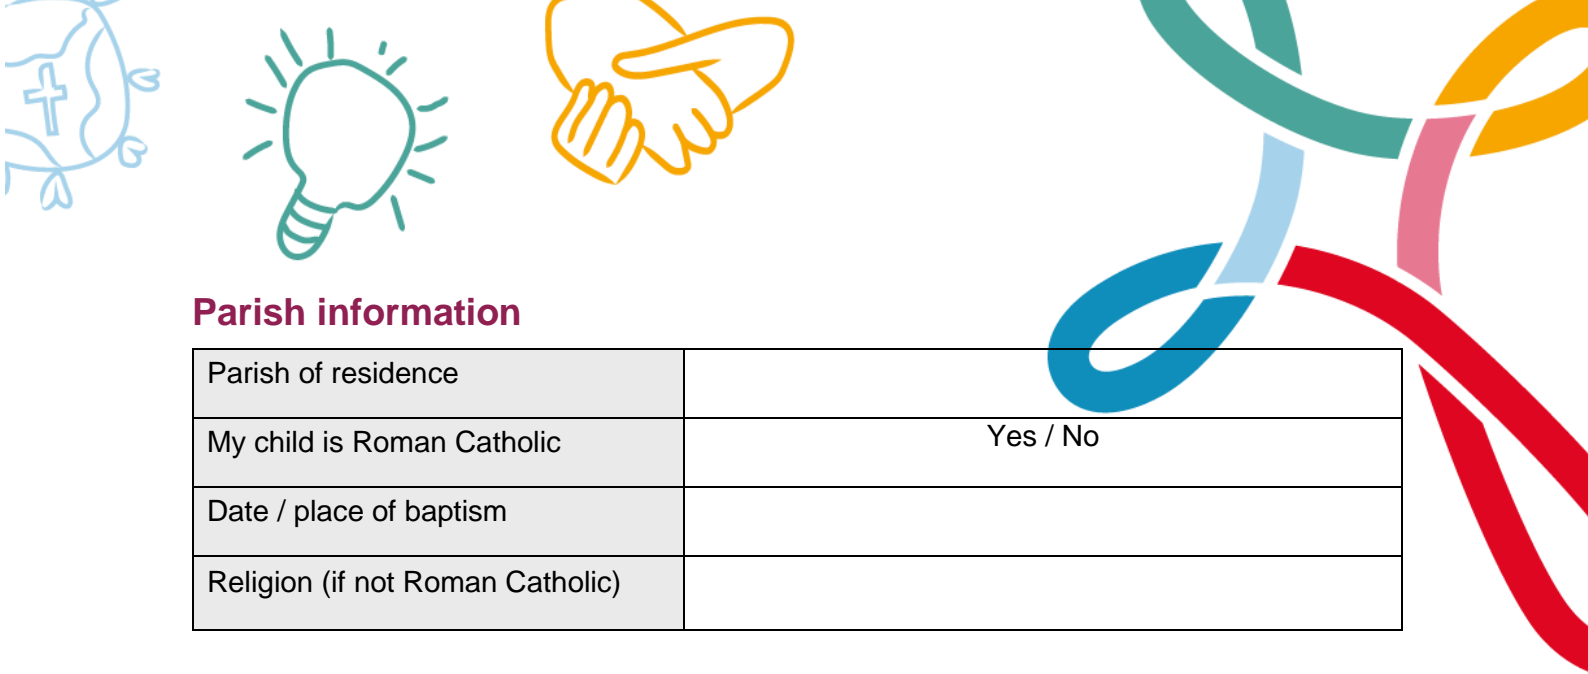 Parish information
Parish of residence
My child is Roman Catholic
Yes / No
Date / place of baptism
Religion (if not Roman Catholic)